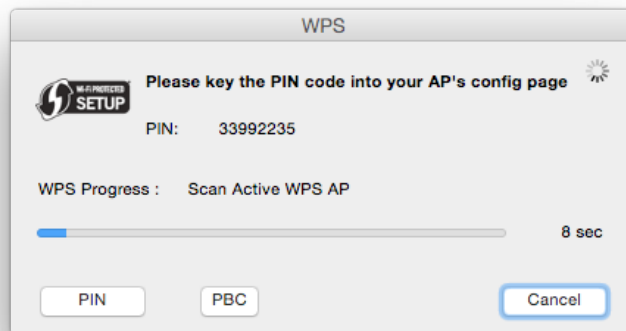 WPS
Wi-Fi PROTECTED
SETUP
Please key the PIN code into your AP's config page
PIN: 33992235
WPS Progress : Scan Active WPS AP
8 sec
PIN PBC Cancel